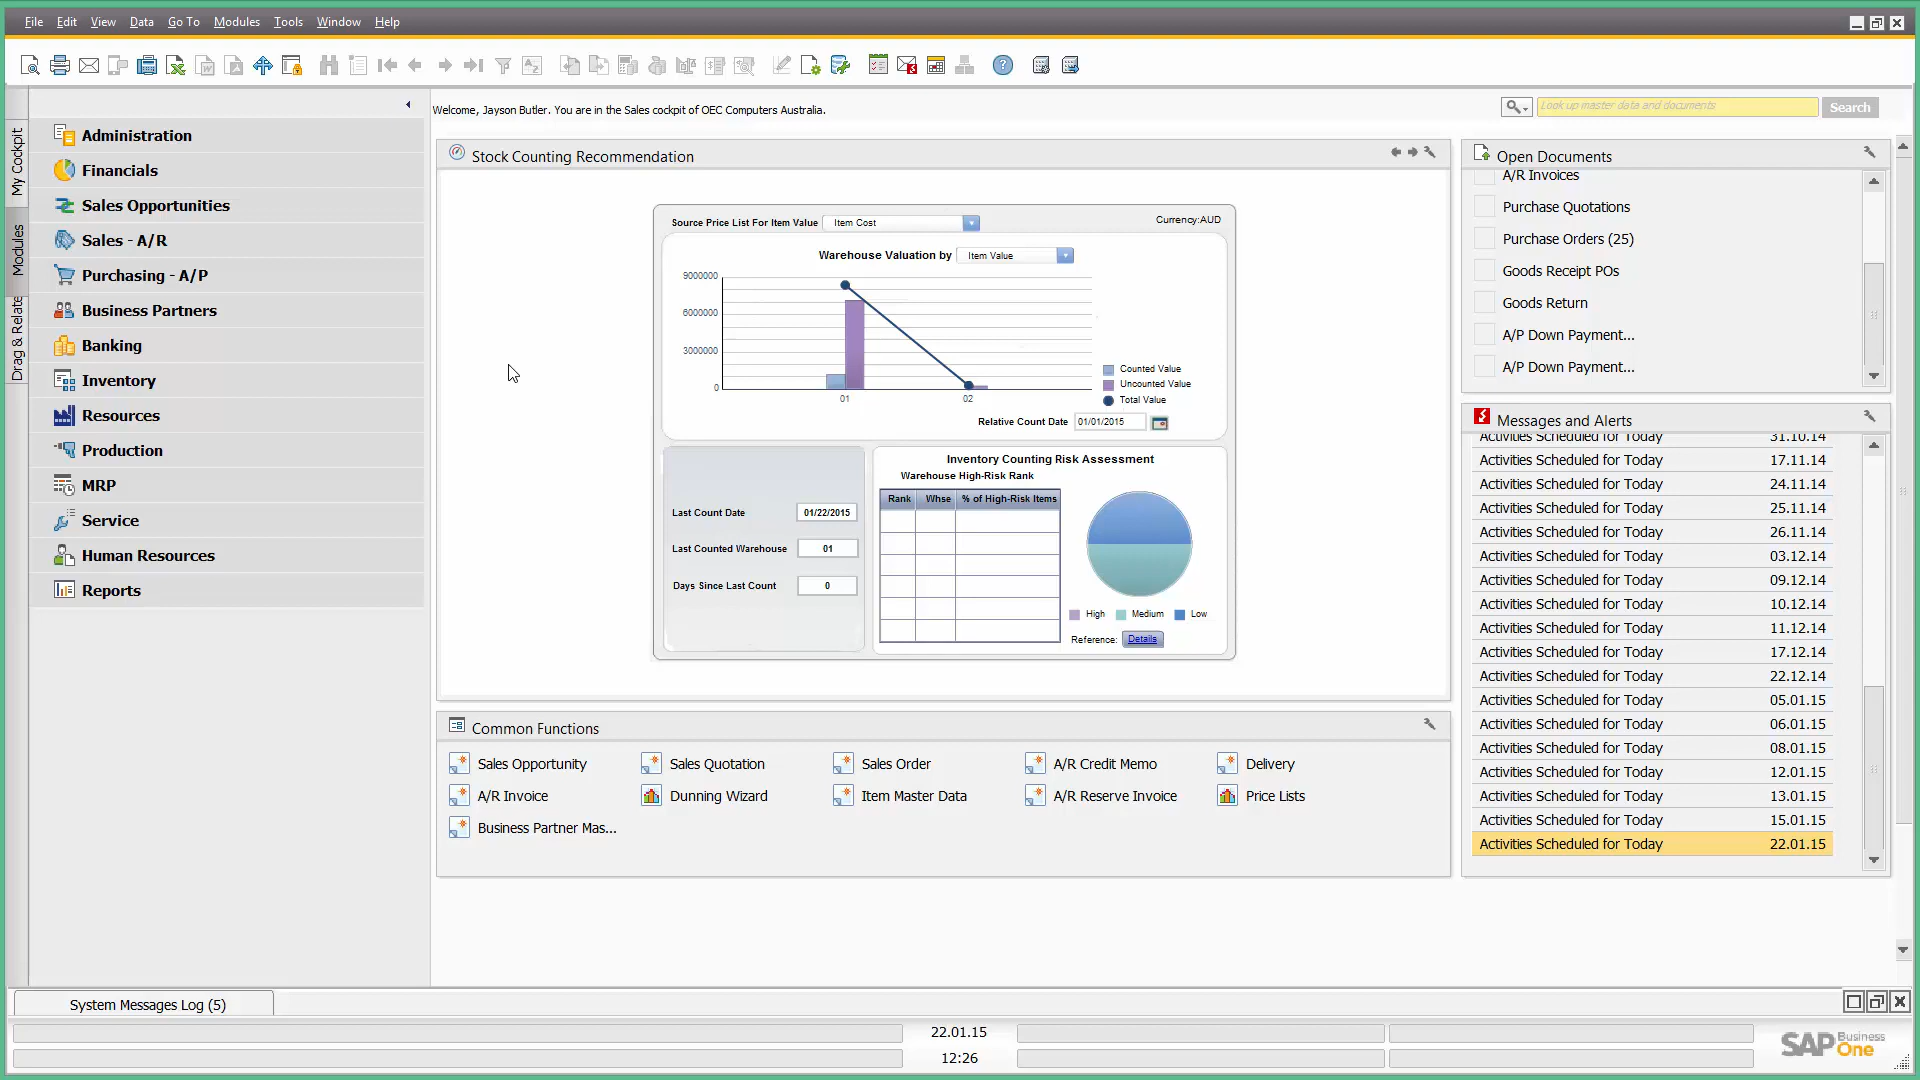 File Edit View Data Go To Modules Tools Window Help
Welcome, Jayson Butler. You are in the Sales cockpit of OEC Computers Australia.
Look up master data and documents
Search
My Cockpit
Modules
Drag & Relate
Administration
Financials
Sales Opportunities
Sales - A/R
Purchasing - A/P
Business Partners
Banking
Inventory
Resources
Production
MRP
Service
Human Resources
Reports
Stock Counting Recommendation
Source Price List For Item Value Item Cost
Currency:AUD
Warehouse Valuation by Item Value
9000000
6000000
3000000
0
01 02
Counted Value
Uncounted Value
Total Value
Relative Count Date 01/01/2015
Last Count Date 01/22/2015
Last Counted Warehouse 01
Days Since Last Count 0
Inventory Counting Risk Assessment
Warehouse High-Risk Rank
Rank Whse % of High-Risk Items
High Medium Low
Reference: Details
Common Functions
Sales Opportunity Sales Quotation Sales Order A/R Credit Memo Delivery
A/R Invoice Dunning Wizard Item Master Data A/R Reserve Invoice Price Lists
Business Partner Mas...
Open Documents
A/R Invoices
Purchase Quotations
Purchase Orders (25)
Goods Receipt POs
Goods Return
A/P Down Payment...
A/P Down Payment...
Messages and Alerts
Activities Scheduled for Today 31.10.14
Activities Scheduled for Today 17.11.14
Activities Scheduled for Today 24.11.14
Activities Scheduled for Today 25.11.14
Activities Scheduled for Today 26.11.14
Activities Scheduled for Today 03.12.14
Activities Scheduled for Today 09.12.14
Activities Scheduled for Today 10.12.14
Activities Scheduled for Today 11.12.14
Activities Scheduled for Today 17.12.14
Activities Scheduled for Today 22.12.14
Activities Scheduled for Today 05.01.15
Activities Scheduled for Today 06.01.15
Activities Scheduled for Today 08.01.15
Activities Scheduled for Today 12.01.15
Activities Scheduled for Today 13.01.15
Activities Scheduled for Today 15.01.15
Activities Scheduled for Today 22.01.15
System Messages Log (5)
22.01.15
12:26
SAP Business One